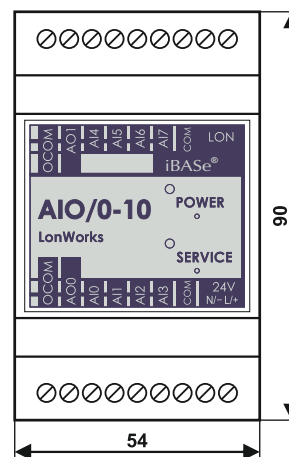 OCOM AO1 AI4 AI5 AI6 AI7 COM LON
iBASe®
AIO/0-10
POWER
LonWorks
SERVICE
OCOM AO0 AI0 AI1 AI2 AI3 COM 24V
N/- L/+
90
54